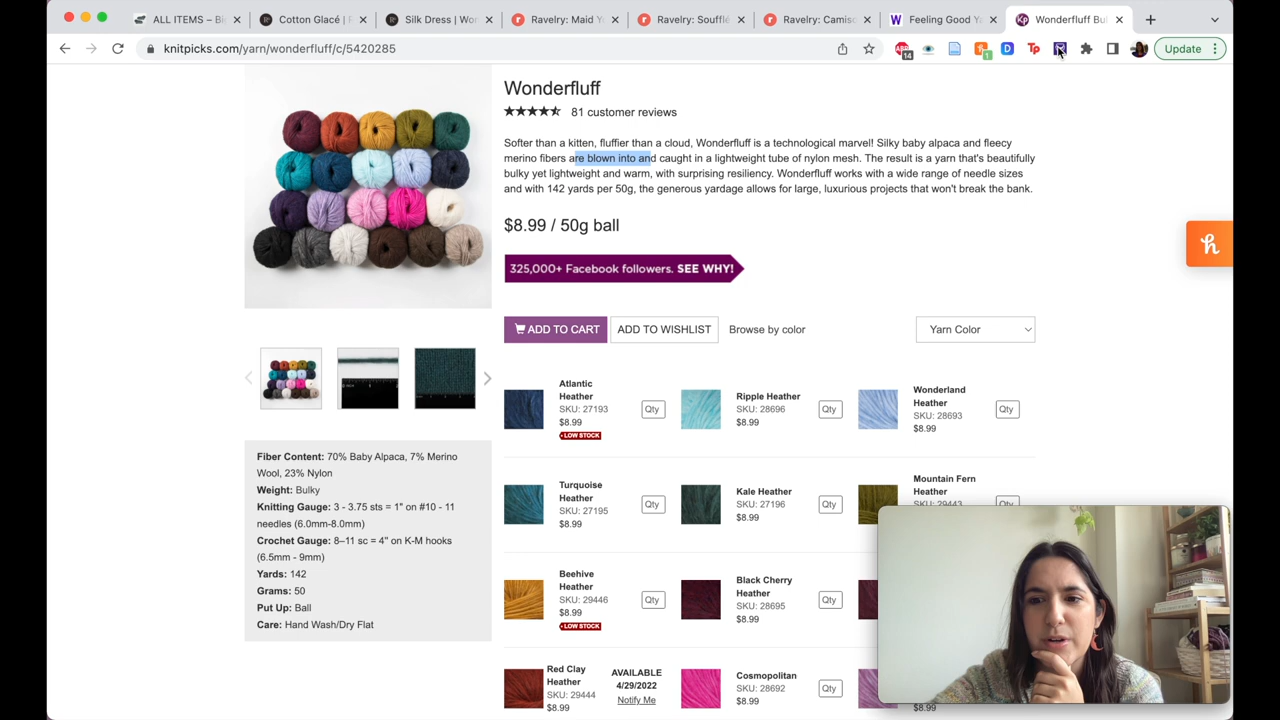 ALL ITEMS – Bi
Cotton Glacé | R
Silk Dress | Wo
Ravelry: Maid Y
Ravelry: Soufflé
Ravelry: Camis
Feeling Good Ya
Wonderfluff Bu
knitpicks.com/yarn/wonderfluff/c/5420285
14
1
D
Tp
Update
Wonderfluff
81 customer reviews
Softer than a kitten, fluffier than a cloud, Wonderfluff is a technological marvel! Silky baby alpaca and fleecy
merino fibers are blown into and caught in a lightweight tube of nylon mesh. The result is a yarn that's beautifully
bulky yet lightweight and warm, with surprising resiliency. Wonderfluff works with a wide range of needle sizes
and with 142 yards per 50g, the generous yardage allows for large, luxurious projects that won't break the bank.
$8.99 / 50g ball
325,000+ Facebook followers. SEE WHY!
ADD TO CART
ADD TO WISHLIST
Browse by color
Yarn Color
Atlantic
Heather
SKU: 27193
$8.99
LOW STOCK
Qty
Ripple Heather
SKU: 28696
$8.99
Qty
Wonderland
Heather
SKU: 28693
$8.99
Qty
Turquoise
Heather
SKU: 27195
$8.99
Qty
Kale Heather
SKU: 27196
$8.99
Qty
Mountain Fern
Heather
SKU: 29443
Qty
Beehive
Heather
SKU: 29446
$8.99
LOW STOCK
Qty
Black Cherry
Heather
SKU: 28695
$8.99
Qty
Red Clay
Heather
SKU: 29444
$8.99
AVAILABLE
4/29/2022
Notify Me
Cosmopolitan
SKU: 28692
$8.99
Qty
$8.99
Fiber Content: 70% Baby Alpaca, 7% Merino
Wool, 23% Nylon
Weight: Bulky
Knitting Gauge: 3 - 3.75 sts = 1" on #10 - 11
needles (6.0mm-8.0mm)
Crochet Gauge: 8–11 sc = 4" on K-M hooks
(6.5mm - 9mm)
Yards: 142
Grams: 50
Put Up: Ball
Care: Hand Wash/Dry Flat